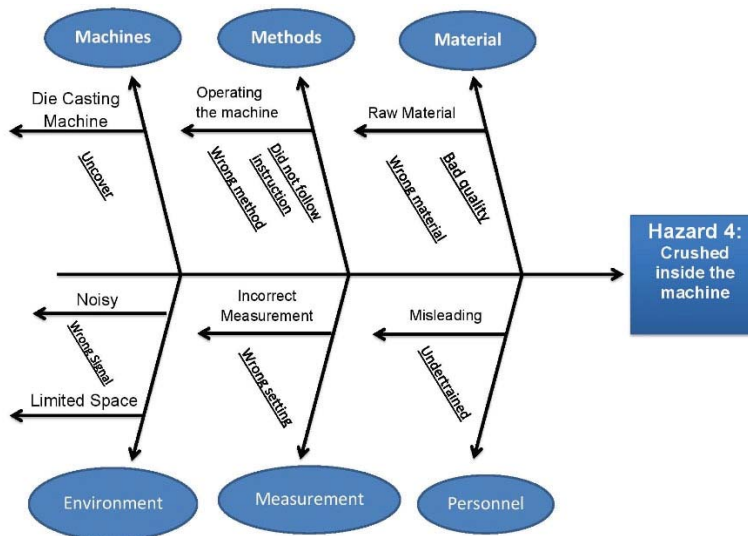 Machines
Methods
Material
Die Casting
Machine
Uncover
Operating
the machine
Wrong method
Did not follow
instruction
Raw Material
Wrong material
Bad quality
Hazard 4:
Crushed
inside the
machine
Noisy
Wrong Signal
Limited Space
Incorrect
Measurement
Wrong setting
Misleading
Undertrained
Environment
Measurement
Personnel